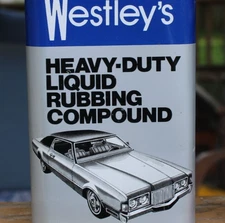 Westley's
HEAVY-DUTY
LIQUID
RUBBING
COMPOUND